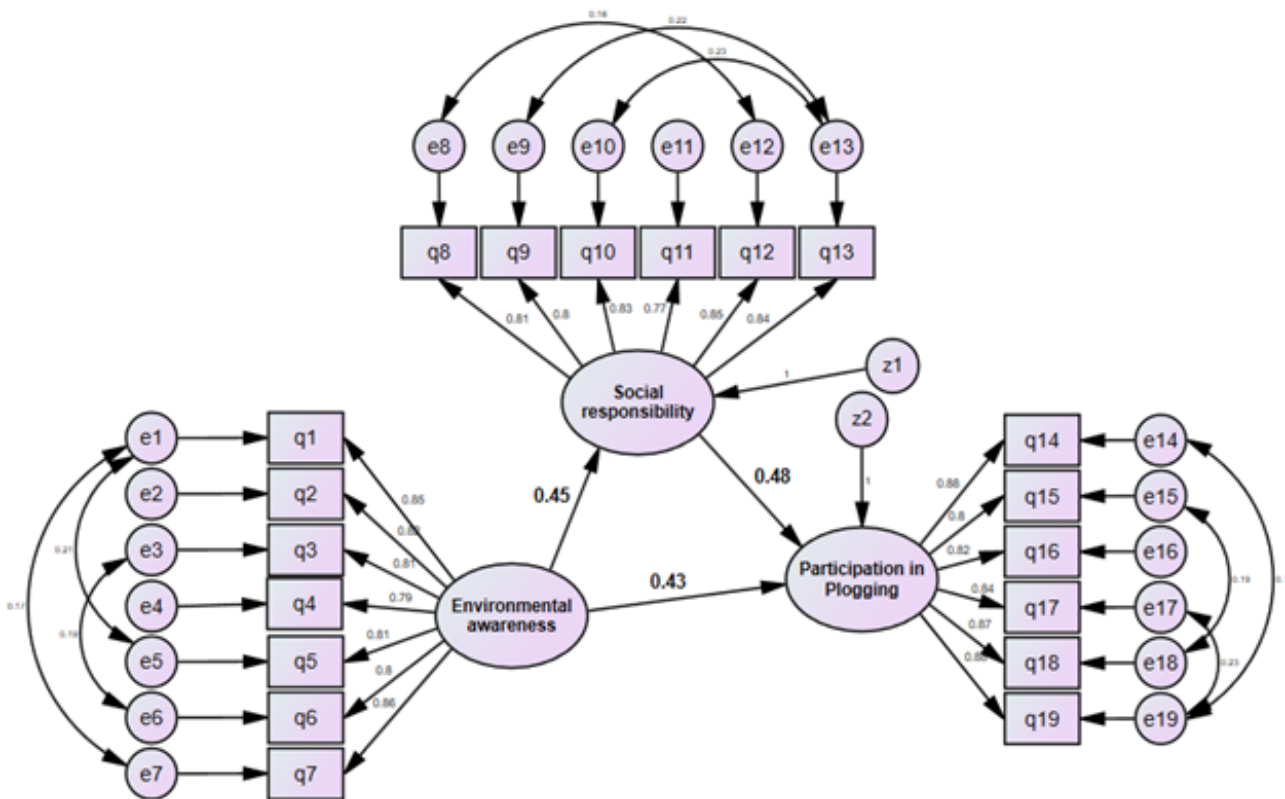 0.16
0.22
0.23
e8 e9 e10 e11 e12 e13
q8 q9 q10 q11 q12 q13
0.81 0.8 0.83 0.77 0.85 0.84
Social
responsibility
1
z1
z2
1
0.45
0.48
0.43
e1 q1
e2 q2
e3 q3
e4 q4
e5 q5
e6 q6
e7 q7
0.21
0.17
0.19
0.85
0.81
0.79
0.81
0.8
0.86
Environmental
awareness
Participation in
Plogging
0.88
0.8
0.82
0.84
0.87
q14 e14
q15 e15
q16 e16
q17 e17
q18 e18
q19 e19
0.19
0.23